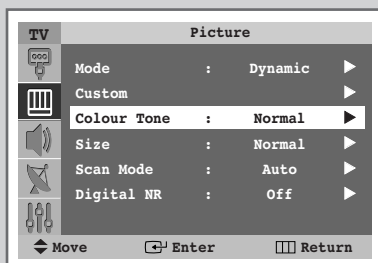 TV Picture
Mode : Dynamic
Custom
Colour Tone : Normal
Size : Normal
Scan Mode : Auto
Digital NR : Off
Move Enter Return